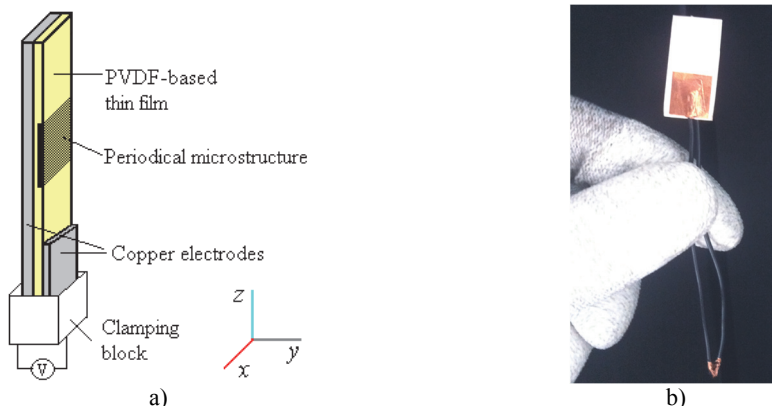 PVDF-based
thin film
Periodical microstructure
Copper electrodes
Clamping
block
V
z
y
x
a)
b)